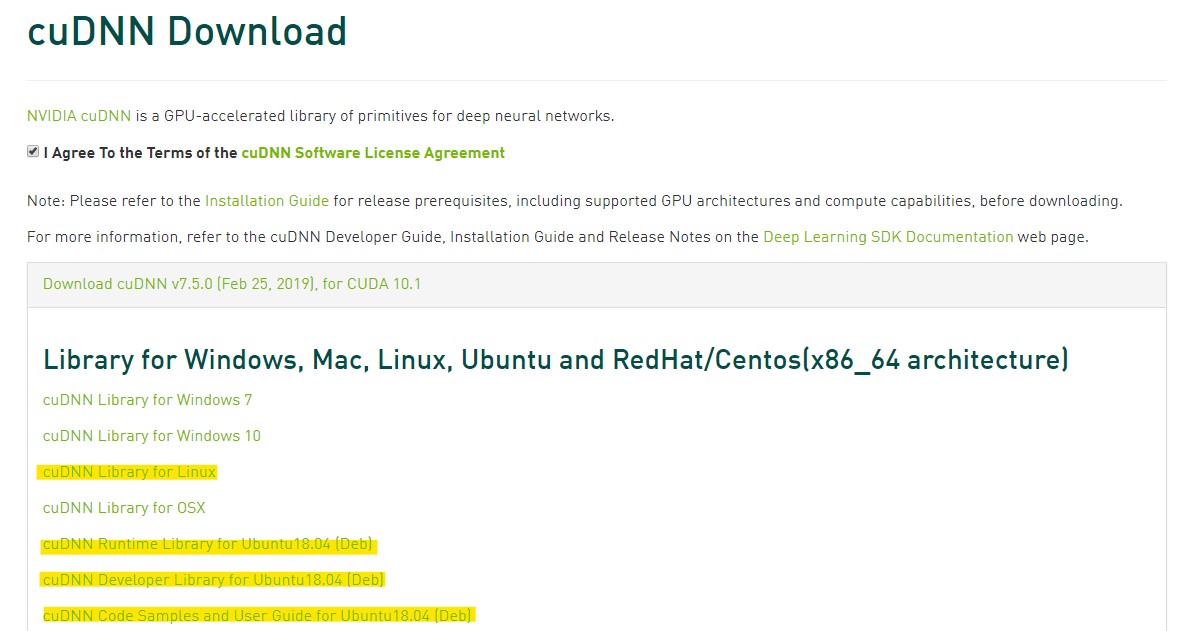 cuDNN Download
NVIDIA cuDNN is a GPU-accelerated library of primitives for deep neural networks.
I Agree To the Terms of the cuDNN Software License Agreement
Note: Please refer to the Installation Guide for release prerequisites, including supported GPU architectures and compute capabilities, before downloading.
For more information, refer to the cuDNN Developer Guide, Installation Guide and Release Notes on the Deep Learning SDK Documentation web page.
Download cuDNN v7.5.0 (Feb 25, 2019), for CUDA 10.1
Library for Windows, Mac, Linux, Ubuntu and RedHat/Centos(x86_64 architecture)
cuDNN Library for Windows 7
cuDNN Library for Windows 10
cuDNN Library for Linux
cuDNN Library for OSX
cuDNN Runtime Library for Ubuntu18.04 (Deb)
cuDNN Developer Library for Ubuntu18.04 (Deb)
cuDNN Code Samples and User Guide for Ubuntu18.04 (Deb)